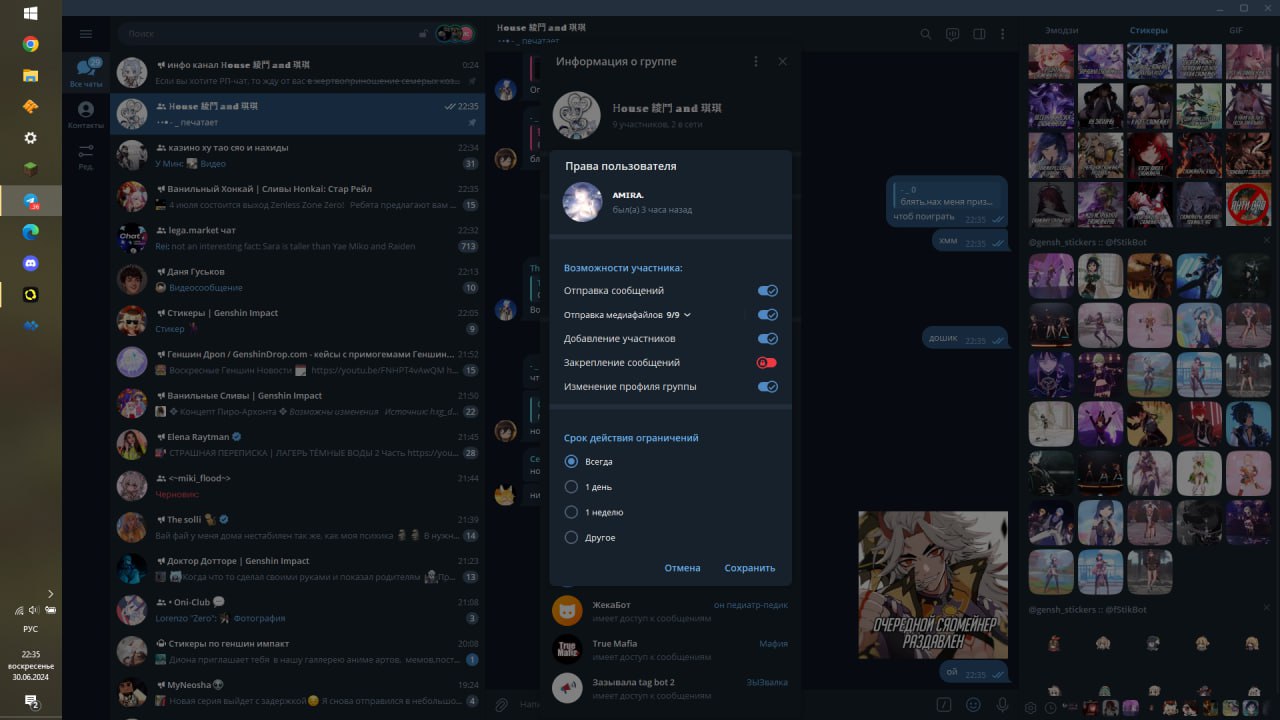 РУС
22:35
воскресенье
30.06.2024
2
26
29
Все чаты
Контакты
Ред.
Поиск
инфо канал House 綾門 and 琪琪
0:24
Если вы хотите РП-чат, то жду от вас с жертвоприношение семерых коз...
House 綾門 and 琪琪
22:35
_ печатает
казино ху тао сяо и нахиды
22:34
У Мин: Видео
31
Ванильный Хонкай | Сливы Honkai: Стар Рейл
22:35
4 июля состоится выход Zenless Zone Zero! Ребята предлагают вам ...
15
lega.market чат
22:32
Rei: not an interesting fact: Sara is taller than Yae Miko and Raiden
713
Даня Гуськов
22:13
Видеосообщение
10
Стикеры | Genshin Impact
22:05
Стикер
9
Геншин Дроп / GenshinDrop.com - кейсы с примогемами Геншин...
21:52
Воскресные Геншин Новости https://youtu.be/FNHPT4vAwQM h...
15
Ванильные Сливы | Genshin Impact
21:50
Концепт Пиро-Архонта Возможны изменения Источник: hxg_d...
22
Elena Raytman
21:45
СТРАШНАЯ ПЕРЕПИСКА | ЛАГЕРЬ ТЁМНЫЕ ВОДЫ 2 Часть https://you...
28
<~miki_flood~>
21:44
Черновик:
The solli
21:39
Вай фай у меня дома нестабилен так же, как моя психика В нужн...
14
Доктор Дотторе | Genshin Impact
21:23
Когда что то сделал своими руками и показал родителям Пр...
13
• Oni-Club
21:08
Lorenzo "Zero": Фотография
3
Стикеры по геншин импакт
20:08
Диона приглашает тебя в нашу галлерею аниме артов, мемов,пост...
1
MyNeosha
19:24
Новая серия выйдет с задержкой Я снова отправился в небольшо...
4
House 綾門 and 琪琪
_ печатает
Информация о группе
House 綾門 and 琪琪
9 участников, 2 в сети
Права пользователя
AMIRA.
был(а) 3 часа назад
Возможности участника:
Отправка сообщений
Отправка медиафайлов 9/9
Добавление участников
Закрепление сообщений
Изменение профиля группы
Срок действия ограничений
Всегда
1 день
1 неделю
Другое
Отмена
Сохранить
ЖекаБот
он педиатр-педик
имеет доступ к сообщениям
True Mafia
Мафия
имеет доступ к сообщениям
Зазывала tag bot 2
ЗЫЗвалка
имеет доступ к сообщениям
-_ 0
блять,нах меня приз...
чтоб поиграть
22:35
хмм
22:35
дошик
22:35
ОЧЕРЕДНОЙ СЯОМЕЙНЕР
РАЗДАВЛЕН
ой
22:35
Эмодзи
Стикеры
GIF
@gensh_stickers :: @fStikBot
@gensh_stickers :: @fStikBot